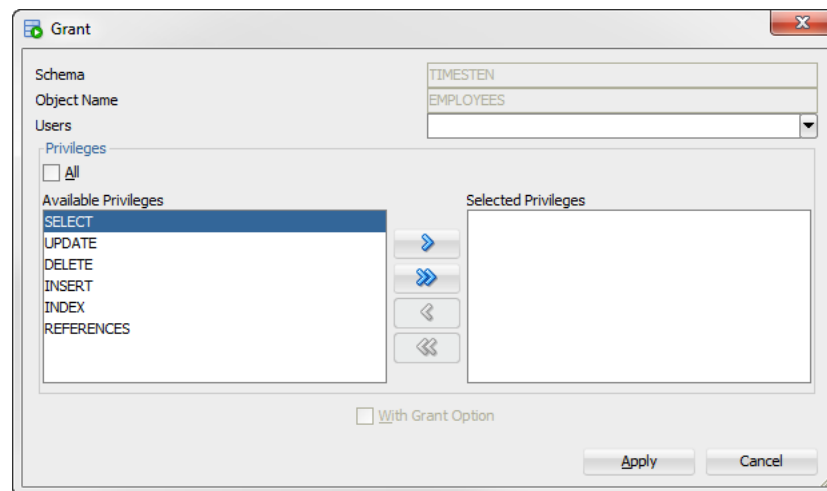 Grant
Schema
TIMESTEN
Object Name
EMPLOYEES
Users
Privileges
All
Available Privileges
Selected Privileges
SELECT
UPDATE
DELETE
INSERT
INDEX
REFERENCES
With Grant Option
Apply
Cancel